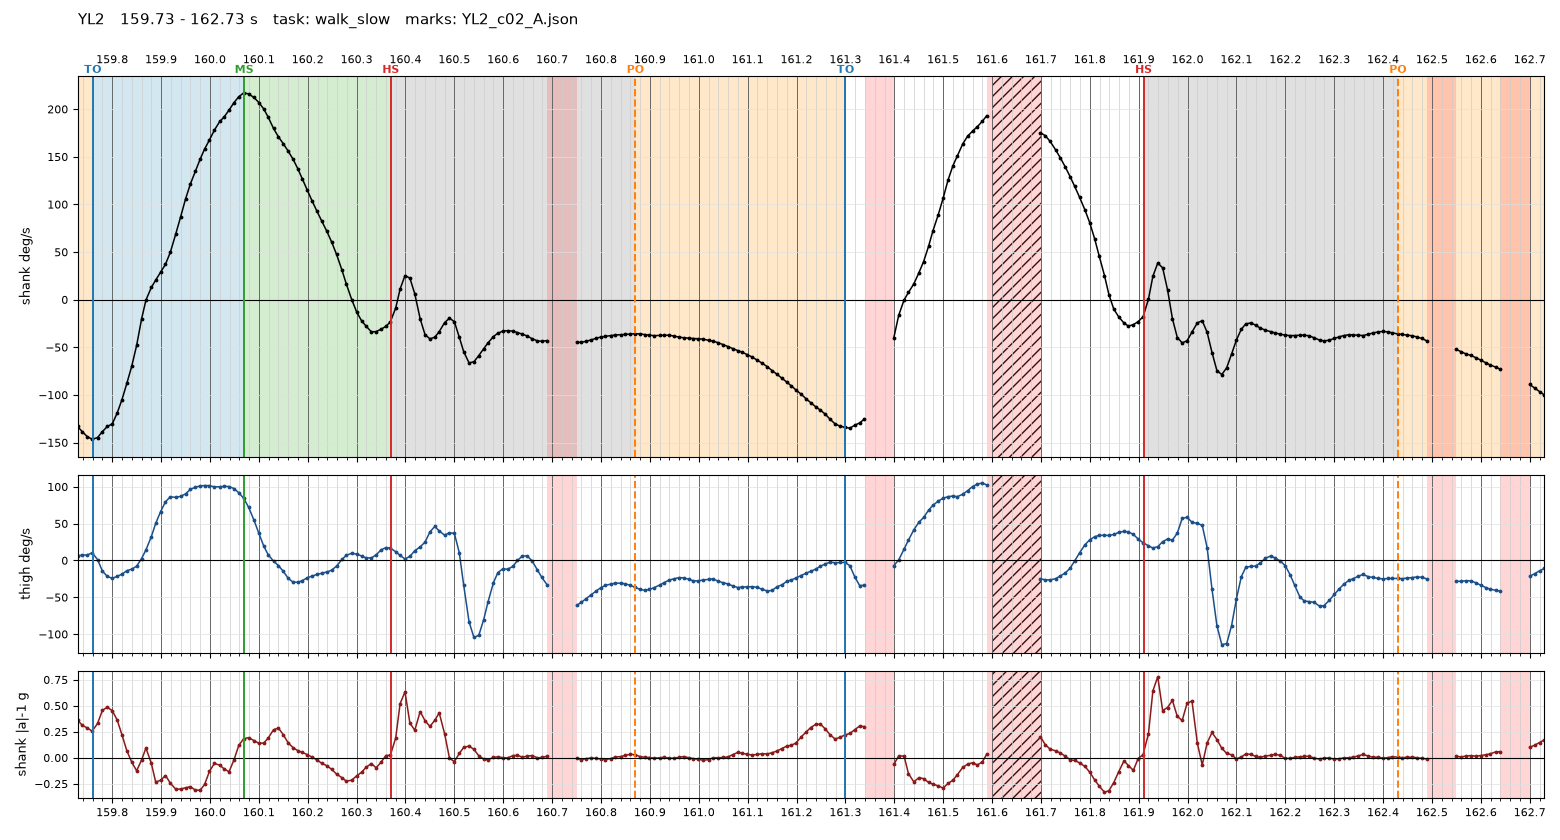 YL2   159.73 - 162.73 s   task: walk_slow   marks: YL2_c02_A.json
159.8 159.9 160.0 160.1 160.2 160.3 160.4 160.5 160.6 160.7 160.8 160.9 161.0 161.1 161.2 161.3 161.4 161.5 161.6 161.7 161.8 161.9 162.0 162.1 162.2 162.3 162.4 162.5 162.6 162.7
TO MS HS PO TO HS PO
shank deg/s
200
150
100
50
0
−50
−100
−150
thigh deg/s
100
50
0
−50
−100
shank |a|-1 g
0.75
0.50
0.25
0.00
−0.25
159.8 159.9 160.0 160.1 160.2 160.3 160.4 160.5 160.6 160.7 160.8 160.9 161.0 161.1 161.2 161.3 161.4 161.5 161.6 161.7 161.8 161.9 162.0 162.1 162.2 162.3 162.4 162.5 162.6 162.7